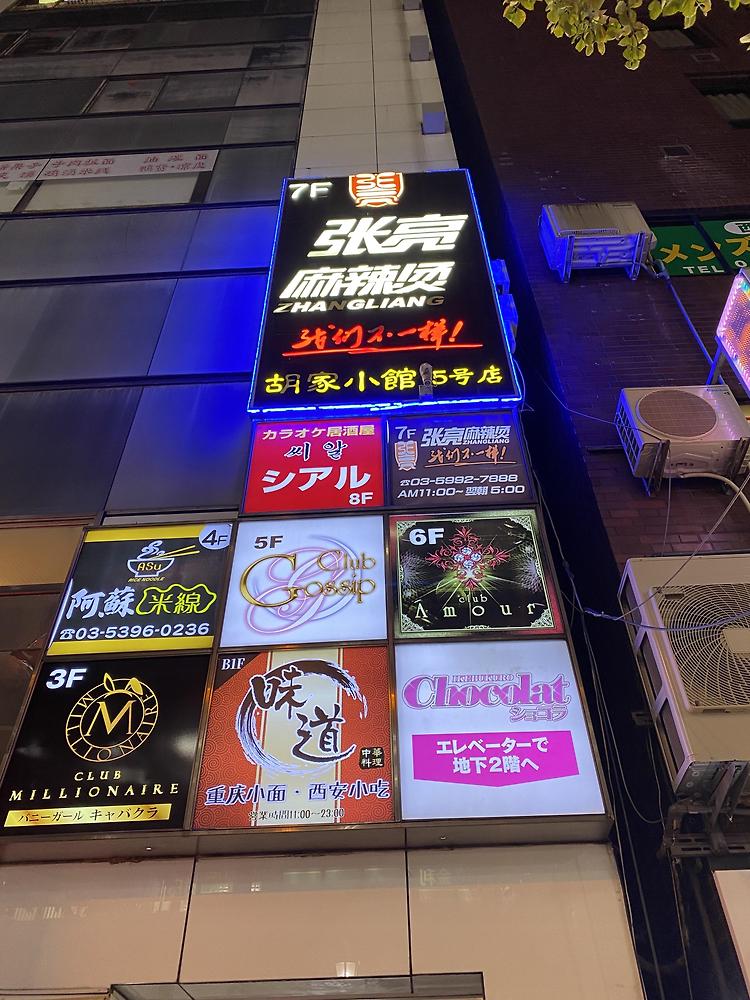 7F
张亮
麻辣烫
ZHANGLIANG
我们不一样!
胡家小館 5号店
カラオケ居酒屋
씨알
シアル
8F
7F
张亮麻辣烫
ZHANGLIANG
我们不一样!
☎03-5992-7888
AM11:00~翌朝5:00
4F
ASU
RICE NOODLE
阿蘇米線
☎03-5396-0236
5F
Club
Gossip
6F
club
Amour
3F
M
MILLIONAIRE
CLUB
MILLIONAIRE
バニーガール キャバクラ
B1F
味道
中華
料理
重庆小面・西安小吃
営業時間11:00~23:00
IKEBUKURO
Chocolat
ショコラ
エレベーターで
地下2階へ
メンズ
TEL 0